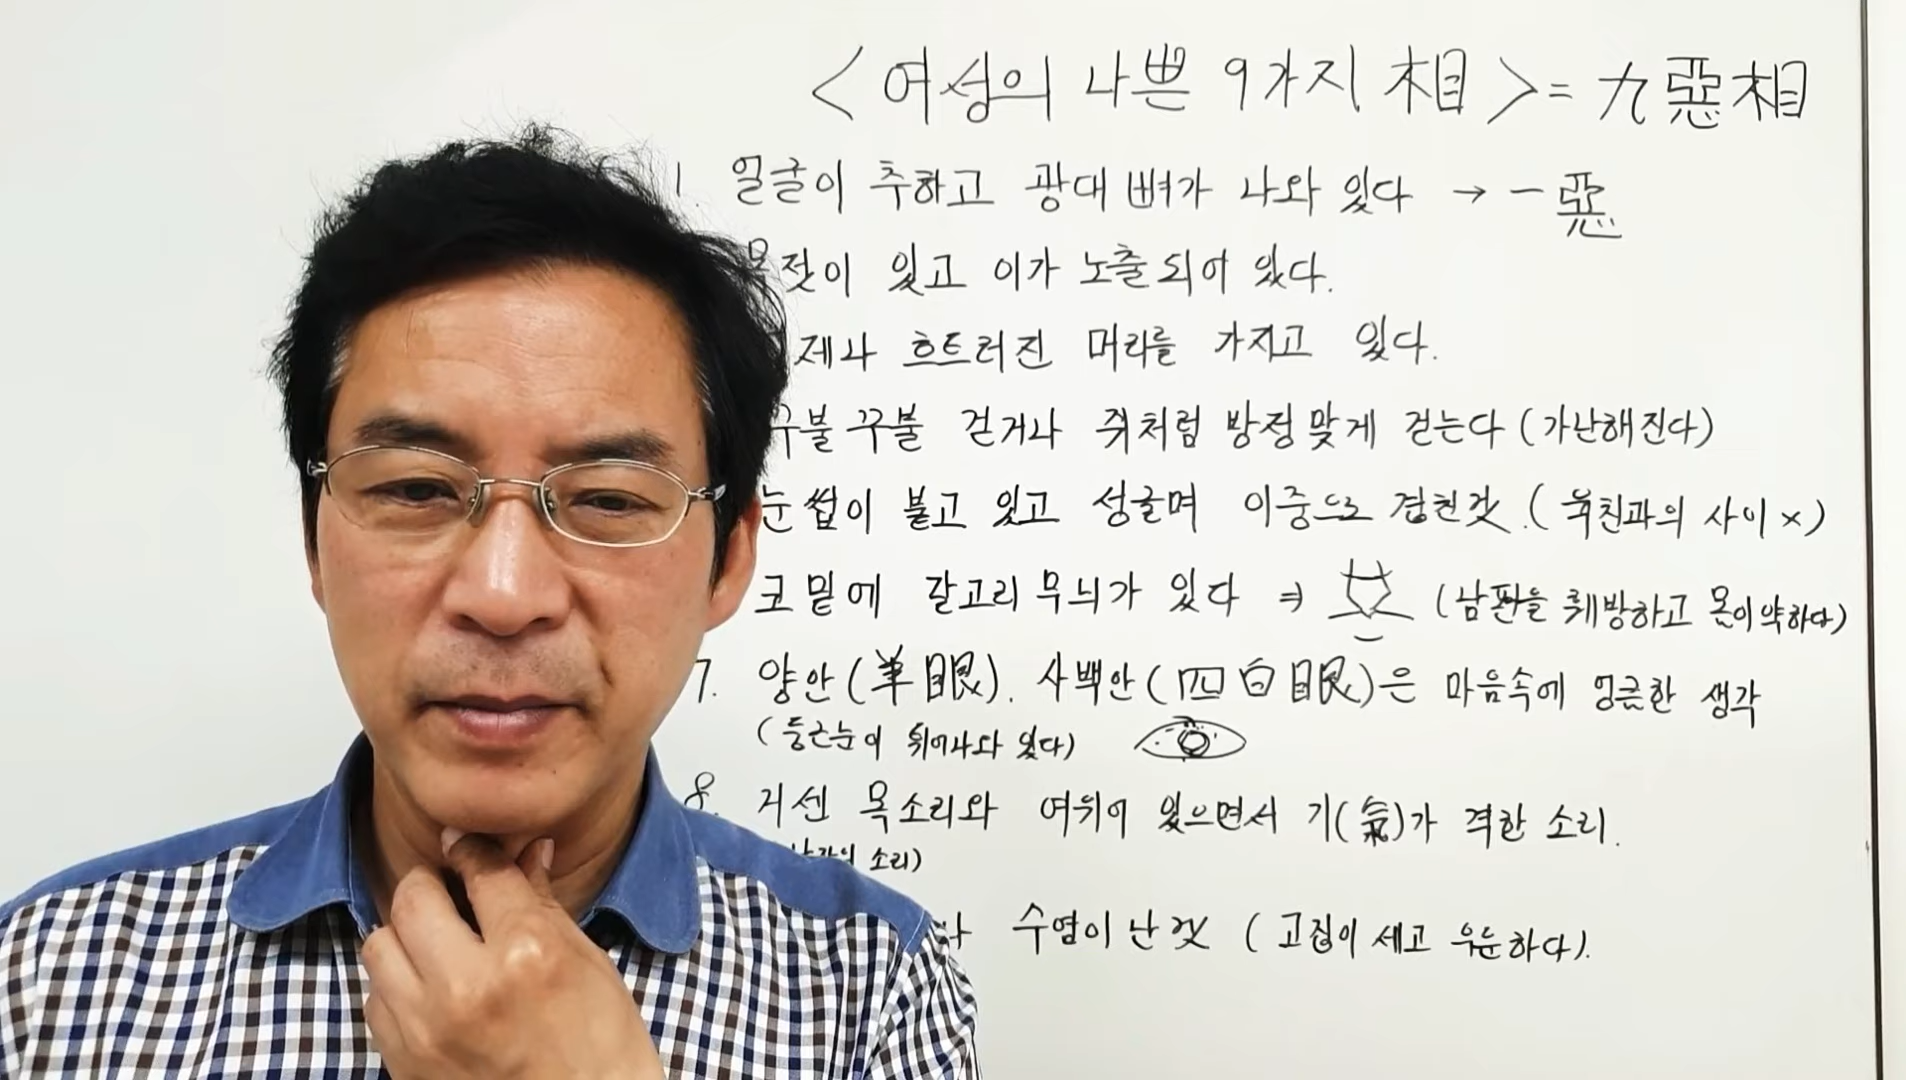 <여성의 나쁜 9가지 相> = 九惡相
1. 얼굴이 추하고 광대뼈가 나와 있다 → 一惡
목젖이 있고 이가 노출되어 있다.
제나 흐트러진 머리를 가지고 있다.
꾸불꾸불 걷거나 쥐처럼 방정맞게 걷는다 (가난해진다)
눈썹이 붉고 있고 성글며 이중으로 겹친것. (육친과의 사이 x)
코 밑에 갈고리 무늬가 있다 ⇒ (남편을 훼방하고 몸이 약하다)
7. 양안(羊眼). 사백안(四白眼)은 마음속에 엉큼한 생각
(둥근눈이 튀어나와 있다)
8. 거센 목소리와 여위어 있으면서 기(氣)가 격한 소리.
소리)
나 수염이 난것 (고집이 세고 우둔하다).